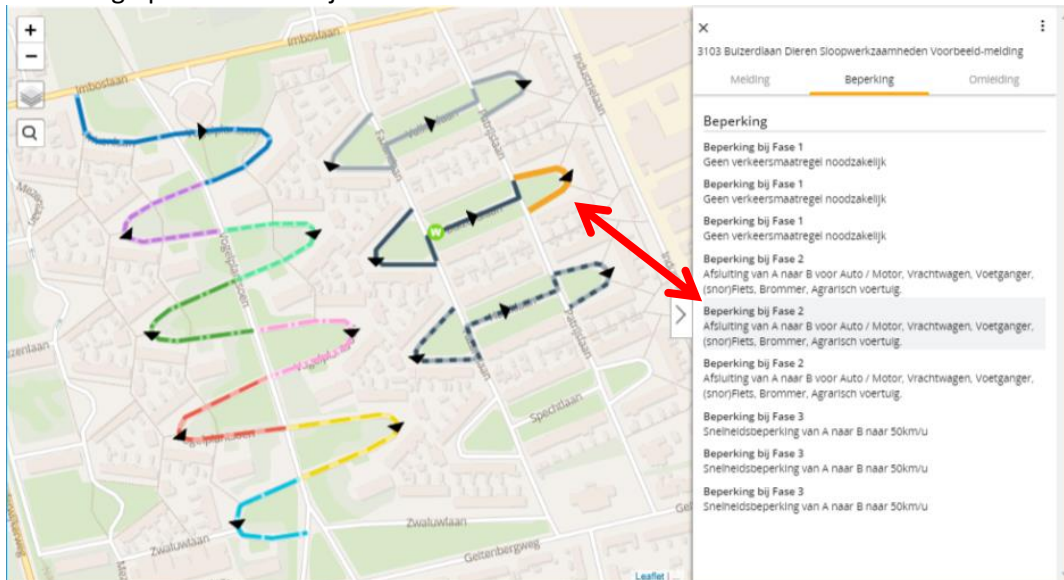 3103 Buizerdlaan Dieren Sloopwerkzaamheden Voorbeeld-melding
Melding
Beperking
Omleiding
Beperking
Beperking bij Fase 1
Geen verkeersmaatregel noodzakelijk
Beperking bij Fase 1
Geen verkeersmaatregel noodzakelijk
Beperking bij Fase 1
Geen verkeersmaatregel noodzakelijk
Beperking bij Fase 2
Afsluiting van A naar B voor Auto / Motor, Vrachtwagen, Voetganger,
(snor)Fiets, Brommer, Agrarisch voertuig.
Beperking bij Fase 2
Afsluiting van A naar B voor Auto / Motor, Vrachtwagen, Voetganger,
(snor)Fiets, Brommer, Agrarisch voertuig.
Beperking bij Fase 2
Afsluiting van A naar B voor Auto / Motor, Vrachtwagen, Voetganger,
(snor)Fiets, Brommer, Agrarisch voertuig.
Beperking bij Fase 3
Snelheidsbeperking van A naar B naar 50km/u
Beperking bij Fase 3
Snelheidsbeperking van A naar B naar 50km/u
Beperking bij Fase 3
Snelheidsbeperking van A naar B naar 50km/u
Imboslaan
Imboslaan
Industrielaan
Patrijslaan
Vogelplantsoen
Patrijslaan
Spechtlaan
Zwaluwlaan
Zwaluwlaan
Geitenbergweg
W
Leaflet